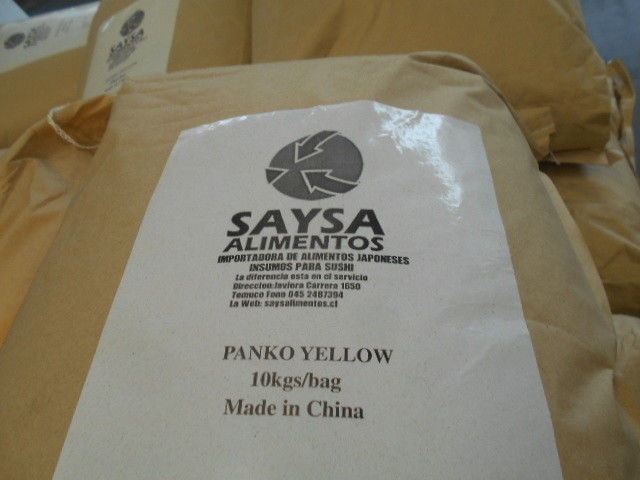 SAYSA
SAYSA
ALIMENTOS
IMPORTADORA DE ALIMENTOS JAPONESES
INSUMOS PARA SUSHI
La diferencia esta en el servicio
Direccion:Javiera Carrera 1650
Temuco Fono 045 2487394
La Web: saysalimentos.cl
PANKO YELLOW
10kgs/bag
Made in China